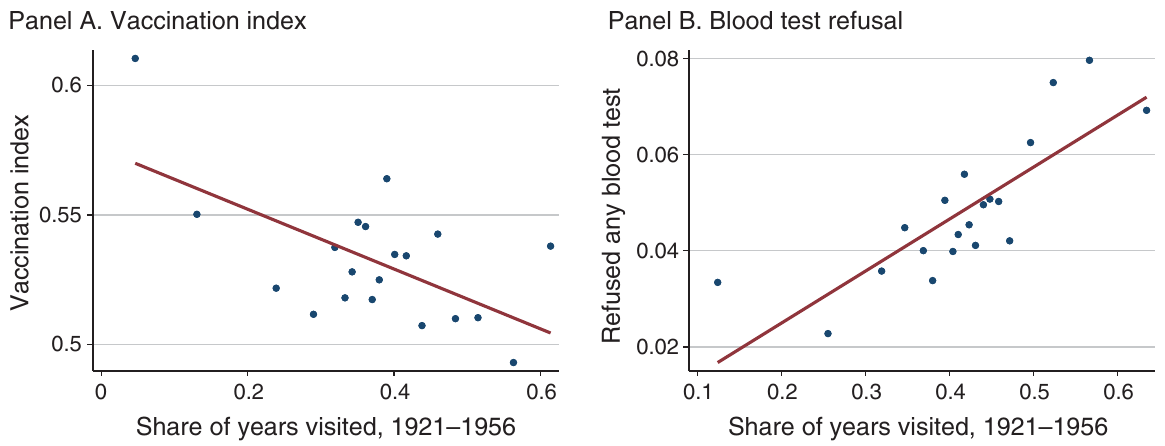 Panel A. Vaccination index
Vaccination index
0.6
0.55
0.5
0
0.2
0.4
0.6
Share of years visited, 1921–1956
Panel B. Blood test refusal
Refused any blood test
0.08
0.06
0.04
0.02
0.1
0.2
0.3
0.4
0.5
0.6
Share of years visited, 1921–1956